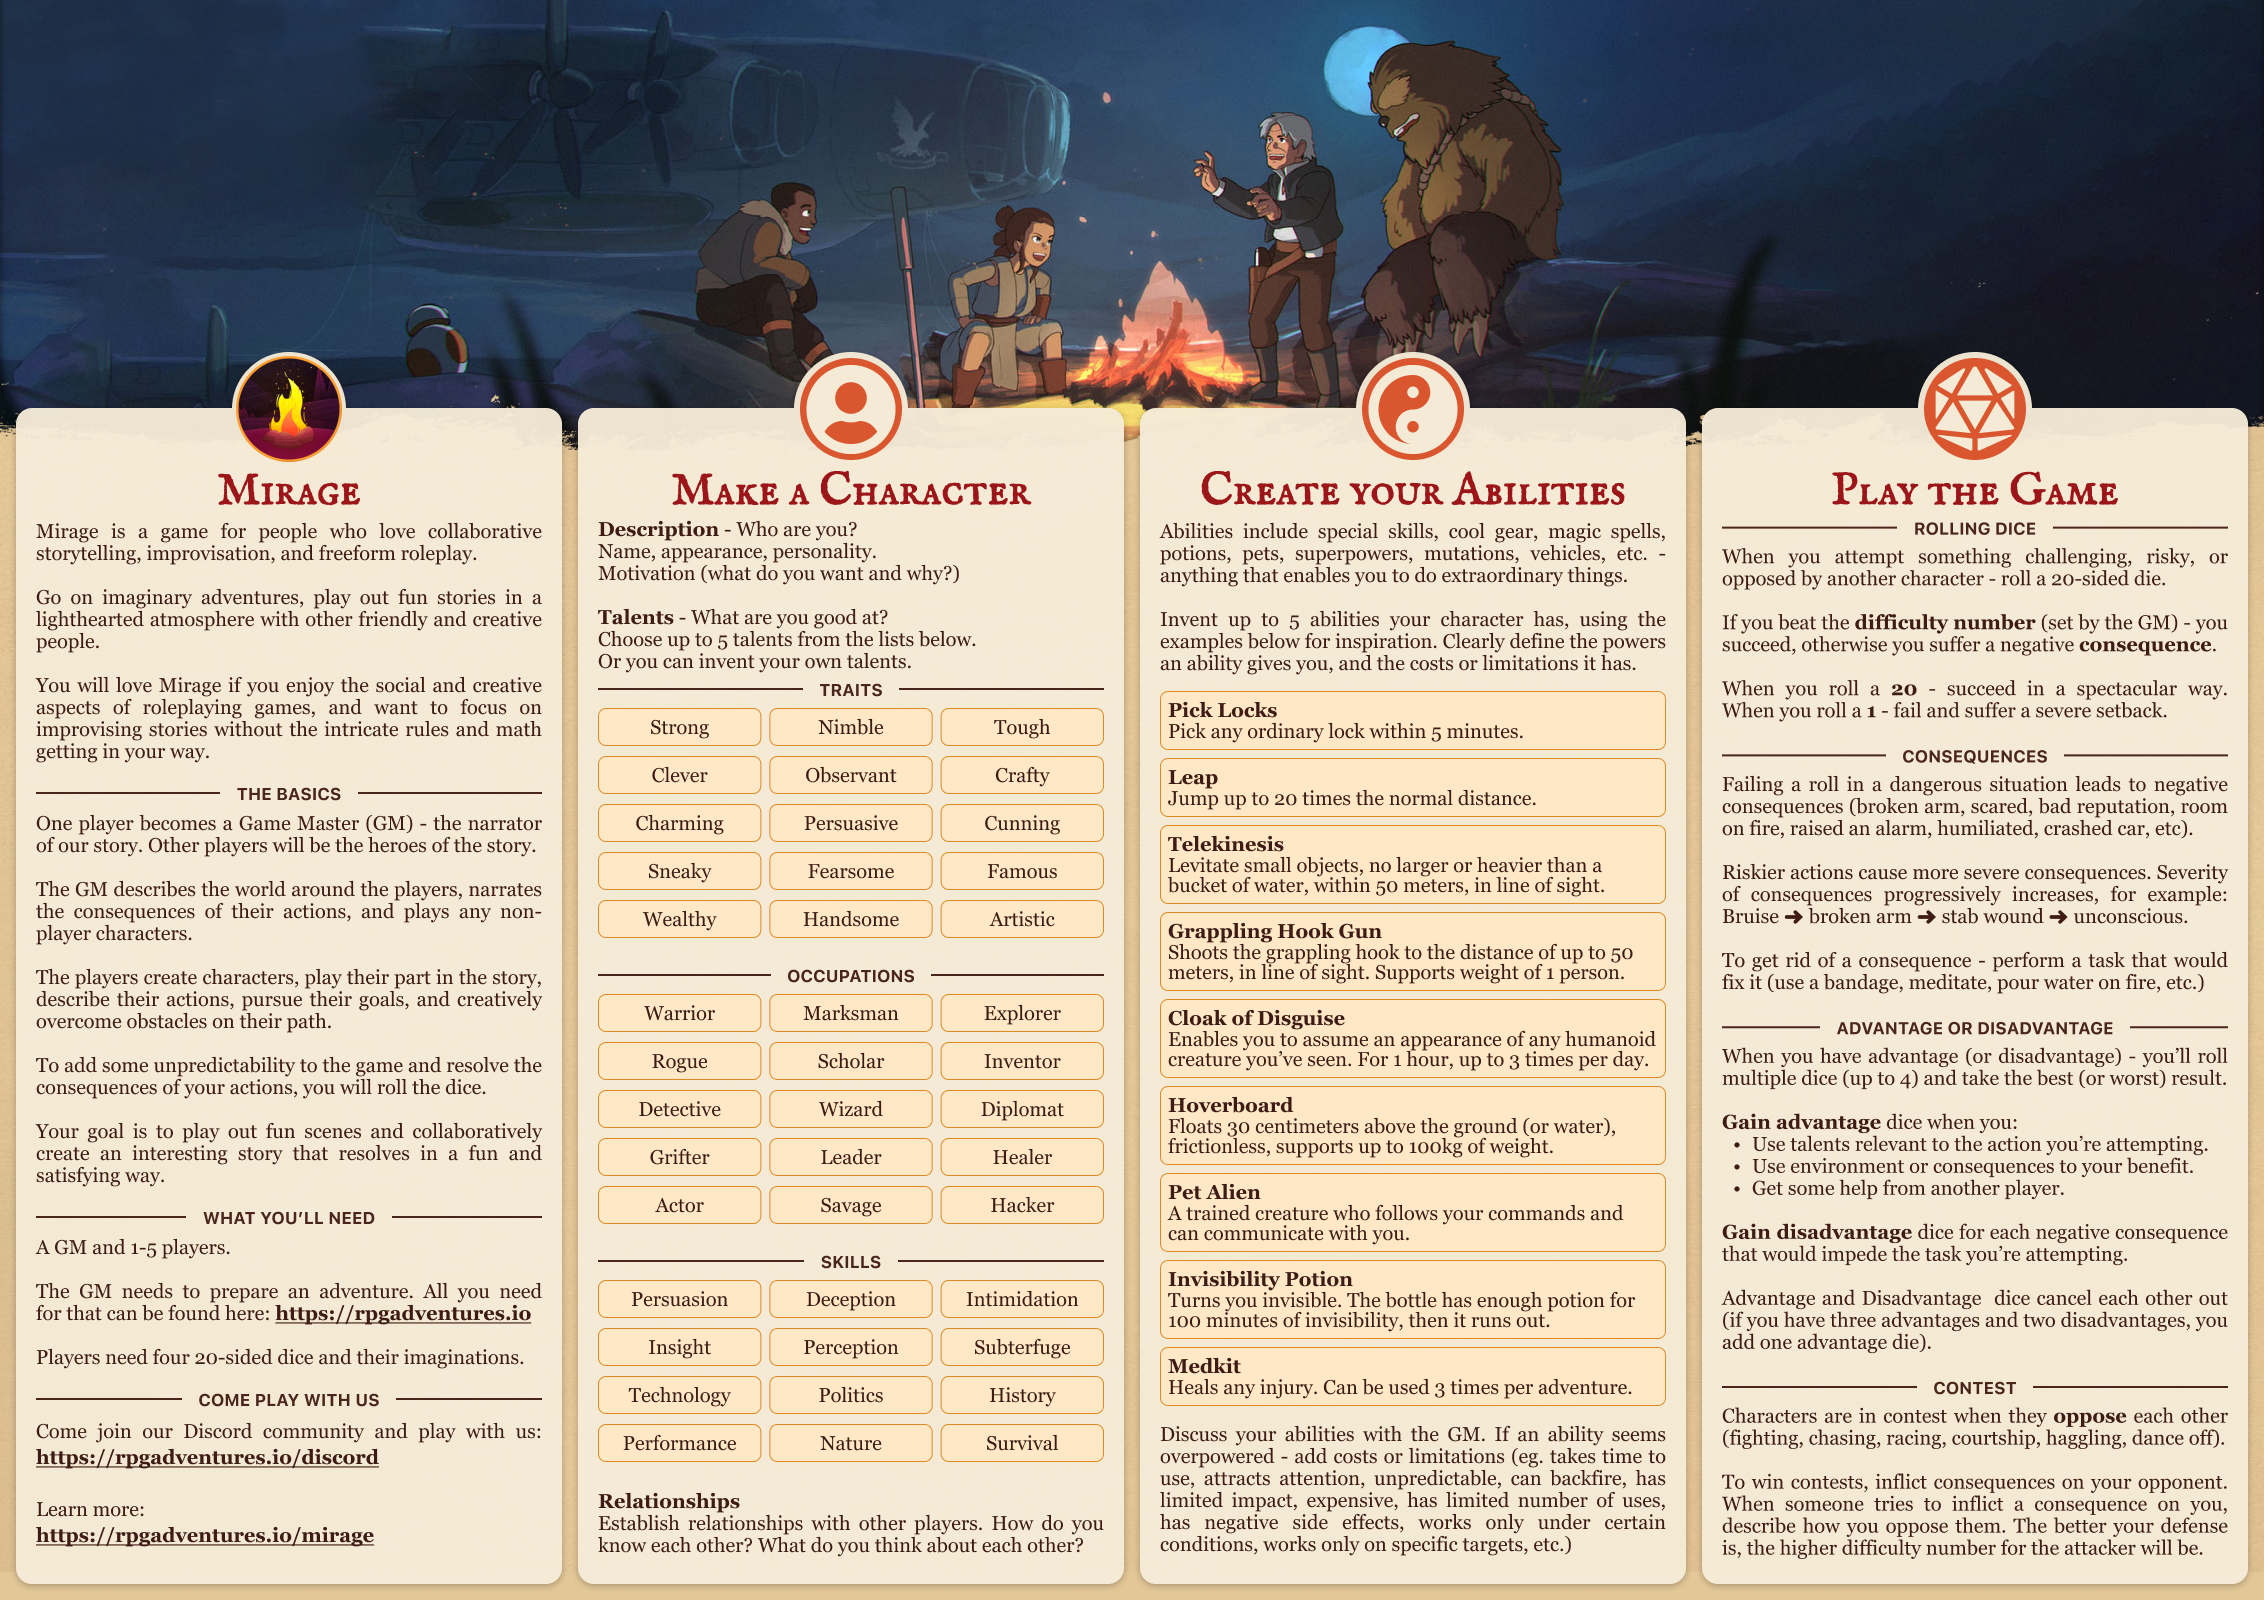 Mirage
Mirage is a game for people who love collaborative
storytelling, improvisation, and freeform roleplay.
Go on imaginary adventures, play out fun stories in a
lighthearted atmosphere with other friendly and creative
people.
You will love Mirage if you enjoy the social and creative
aspects of roleplaying games, and want to focus on
improvising stories without the intricate rules and math
getting in your way.
THE BASICS
One player becomes a Game Master (GM) - the narrator
of our story. Other players will be the heroes of the story.
The GM describes the world around the players, narrates
the consequences of their actions, and plays any non-
player characters.
The players create characters, play their part in the story,
describe their actions, pursue their goals, and creatively
overcome obstacles on their path.
To add some unpredictability to the game and resolve the
consequences of your actions, you will roll the dice.
Your goal is to play out fun scenes and collaboratively
create an interesting story that resolves in a fun and
satisfying way.
WHAT YOU'LL NEED
A GM and 1-5 players.
The GM needs to prepare an adventure. All you need
for that can be found here: https://rpgadventures.io
Players need four 20-sided dice and their imaginations.
COME PLAY WITH US
Come join our Discord community and play with us:
https://rpgadventures.io/discord
Learn more:
https://rpgadventures.io/mirage
Make a Character
Description - Who are you?
Name, appearance, personality.
Motivation (what do you want and why?)
Talents - What are you good at?
Choose up to 5 talents from the lists below.
Or you can invent your own talents.
TRAITS
Strong Nimble Tough
Clever Observant Crafty
Charming Persuasive Cunning
Sneaky Fearsome Famous
Wealthy Handsome Artistic
OCCUPATIONS
Warrior Marksman Explorer
Rogue Scholar Inventor
Detective Wizard Diplomat
Grifter Leader Healer
Actor Savage Hacker
SKILLS
Persuasion Deception Intimidation
Insight Perception Subterfuge
Technology Politics History
Performance Nature Survival
Relationships
Establish relationships with other players. How do you
know each other? What do you think about each other?
Create your Abilities
Abilities include special skills, cool gear, magic spells,
potions, pets, superpowers, mutations, vehicles, etc. -
anything that enables you to do extraordinary things.
Invent up to 5 abilities your character has, using the
examples below for inspiration. Clearly define the powers
an ability gives you, and the costs or limitations it has.
Pick Locks
Pick any ordinary lock within 5 minutes.
Leap
Jump up to 20 times the normal distance.
Telekinesis
Levitate small objects, no larger or heavier than a
bucket of water, within 50 meters, in line of sight.
Grappling Hook Gun
Shoots the grappling hook to the distance of up to 50
meters, in line of sight. Supports weight of 1 person.
Cloak of Disguise
Enables you to assume an appearance of any humanoid
creature you've seen. For 1 hour, up to 3 times per day.
Hoverboard
Floats 30 centimeters above the ground (or water),
frictionless, supports up to 100kg of weight.
Pet Alien
A trained creature who follows your commands and
can communicate with you.
Invisibility Potion
Turns you invisible. The bottle has enough potion for
100 minutes of invisibility, then it runs out.
Medkit
Heals any injury. Can be used 3 times per adventure.
Discuss your abilities with the GM. If an ability seems
overpowered - add costs or limitations (eg. takes time to
use, attracts attention, unpredictable, can backfire, has
limited impact, expensive, has limited number of uses,
has negative side effects, works only under certain
conditions, works only on specific targets, etc.)
Play the Game
ROLLING DICE
When you attempt something challenging, risky, or
opposed by another character - roll a 20-sided die.
If you beat the difficulty number (set by the GM) - you
succeed, otherwise you suffer a negative consequence.
When you roll a 20 - succeed in a spectacular way.
When you roll a 1 - fail and suffer a severe setback.
CONSEQUENCES
Failing a roll in a dangerous situation leads to negative
consequences (broken arm, scared, bad reputation, room
on fire, raised an alarm, humiliated, crashed car, etc).
Riskier actions cause more severe consequences. Severity
of consequences progressively increases, for example:
Bruise ➜ broken arm ➜ stab wound ➜ unconscious.
To get rid of a consequence - perform a task that would
fix it (use a bandage, meditate, pour water on fire, etc.)
ADVANTAGE OR DISADVANTAGE
When you have advantage (or disadvantage) - you'll roll
multiple dice (up to 4) and take the best (or worst) result.
Gain advantage dice when you:
• Use talents relevant to the action you're attempting.
• Use environment or consequences to your benefit.
• Get some help from another player.
Gain disadvantage dice for each negative consequence
that would impede the task you're attempting.
Advantage and Disadvantage dice cancel each other out
(if you have three advantages and two disadvantages, you
add one advantage die).
CONTEST
Characters are in contest when they oppose each other
(fighting, chasing, racing, courtship, haggling, dance off).
To win contests, inflict consequences on your opponent.
When someone tries to inflict a consequence on you,
describe how you oppose them. The better your defense
is, the higher difficulty number for the attacker will be.